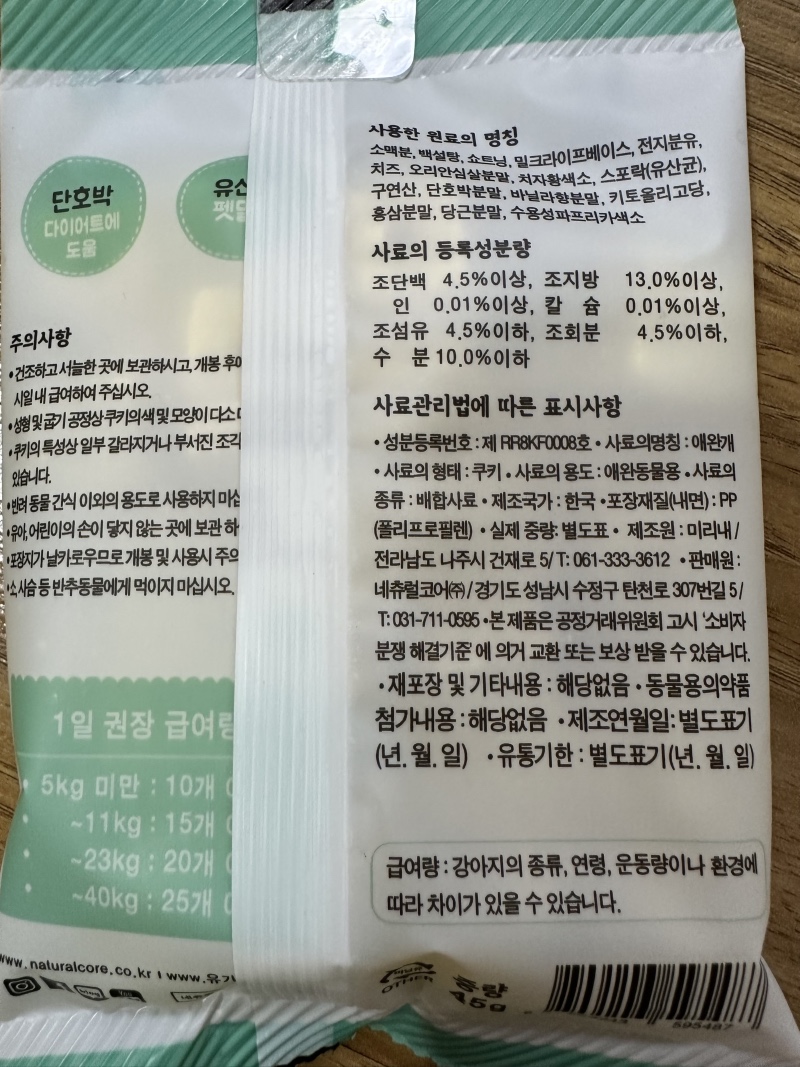 단호박
다이어트에
도움
유산
펫밀
주의사항
•건조하고 서늘한 곳에 보관하시고, 개봉 후에
시일 내 급여하여 주십시오.
•성형 및 굽기 공정상 쿠키의 색 및 모양이 다소
•쿠키의 특성상 일부 갈라지거나 부서진 조각
있습니다.
•반려 동물 간식 이외의 용도로 사용하지 마십
•유아, 어린이의 손이 닿지 않는 곳에 보관 하
•포장지가 날카로우므로 개봉 및 사용시 주의
•소, 사슴 등 반추동물에게 먹이지 마십시오.
1일 권장 급여량
• 5kg 미만 : 10개
• ~11kg : 15개
• ~23kg : 20개
• ~40kg : 25개
www.naturalcore.co.kr I www.유기
사용한 원료의 명칭
소맥분, 백설탕, 쇼트닝, 밀크라이프베이스, 전지분유,
치즈, 오리안심살분말, 치자황색소, 스포락(유산균),
구연산, 단호박분말, 바닐라향분말, 키토올리고당,
홍삼분말, 당근분말, 수용성파프리카색소
사료의 등록성분량
조단백 4.5%이상, 조지방 13.0%이상,
인 0.01%이상, 칼 슘 0.01%이상,
조섬유 4.5%이하, 조회분 4.5%이하,
수 분 10.0%이하
사료관리법에 따른 표시사항
•성분등록번호 : 제 RR8KF0008호 •사료의명칭 : 애완개
•사료의 형태 : 쿠키 •사료의 용도 : 애완동물용 •사료의
종류 : 배합사료 •제조국가 : 한국 •포장재질(내면) : PP
(폴리프로필렌) •실제 중량: 별도표 • 제조원 : 미리내 /
전라남도 나주시 건재로 5/ T: 061-333-3612 •판매원 :
네츄럴코어㈜ / 경기도 성남시 수정구 탄천로 307번길 5 /
T: 031-711-0595 •본 제품은 공정거래위원회 고시 '소비자
분쟁 해결기준' 에 의거 교환 또는 보상 받을 수 있습니다.
•재포장 및 기타내용 : 해당없음 •동물용의약품
첨가내용 : 해당없음 •제조연월일: 별도표기
(년. 월. 일) •유통기한 : 별도표기(년. 월. 일)
급여량 : 강아지의 종류, 연령, 운동량이나 환경에
따라 차이가 있을 수 있습니다.
OTHER
중량
45g
595487